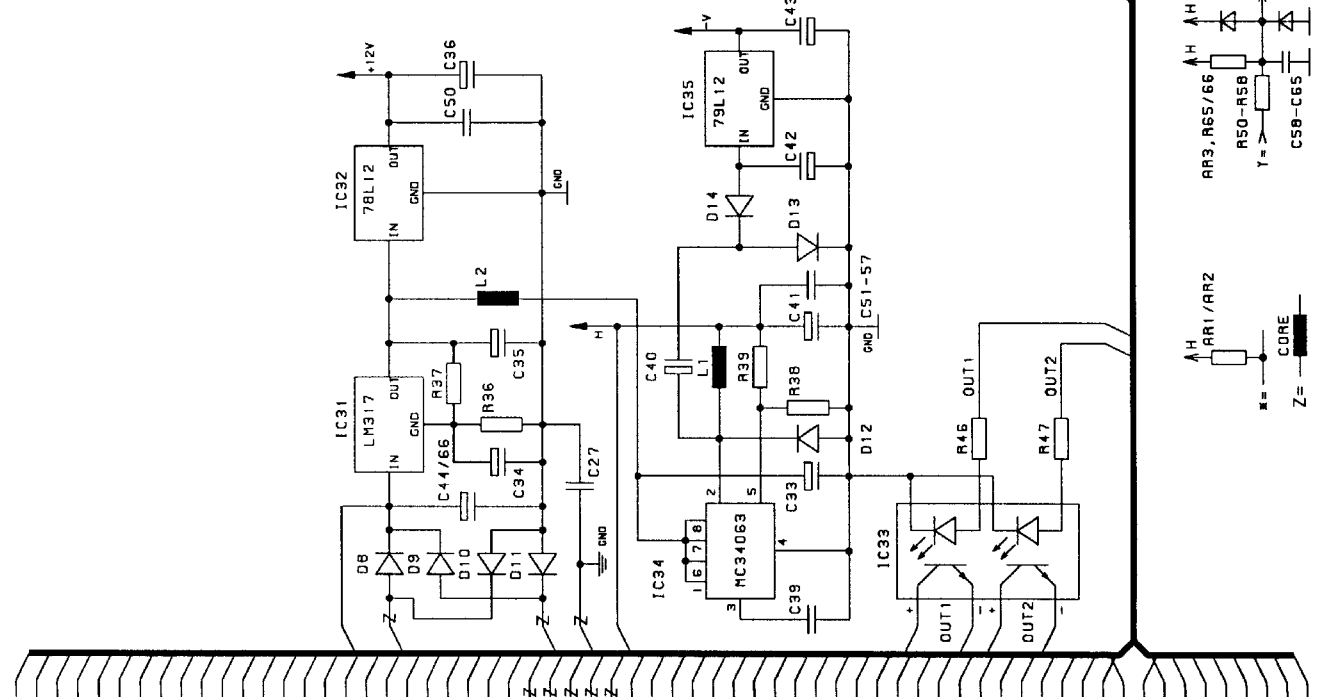 +12V
C36
C50
IC32
78L12
OUT
GND
IN
GND
L2
IC31
LM317
OUT
GND
IN
R37
R36
C35
C34
C44/66
C27
GND
D8
D9
D10
D11
Z
Z
Z
Z
Z
Z
Z
Z
C43
-V
IC35
79L12
OUT
GND
IN
C42
D14
D13
C51-57
C41
GND
H
C40
L1
R39
R38
D12
C33
IC34
MC34063
1
6
7
8
2
5
3
4
C39
IC33
R46
R47
OUT1
OUT2
+
OUT1
-
+
OUT2
-
H
H
AR3,R65/66
R50-R58
Y=
C58-C65
H
AR1/AR2
*=
CORE
Z=